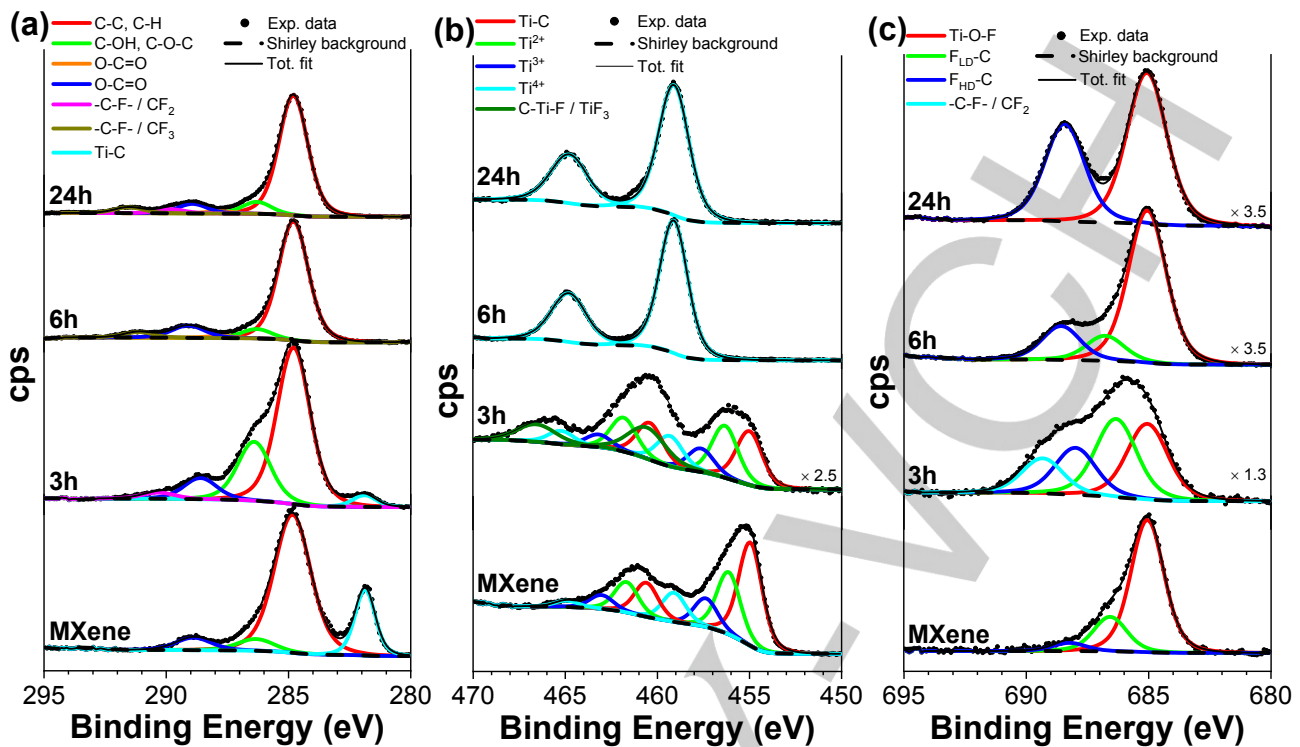 (a)
C-C, C-H
C-OH, C-O-C
O-C=O
O-C=O
-C-F- / CF₂
-C-F- / CF₃
Ti-C
Exp. data
Shirley background
Tot. fit
24h
6h
3h
MXene
cps
295 290 285 280
Binding Energy (eV)
(b)
Ti-C
Ti²⁺
Ti³⁺
Ti⁴⁺
C-Ti-F / TiF₃
Exp. data
Shirley background
Tot. fit
24h
6h
3h
× 2.5
MXene
cps
470 465 460 455 450
Binding Energy (eV)
(c)
Ti-O-F
F_LD-C
F_HD-C
-C-F- / CF₂
Exp. data
Shirley background
Tot. fit
24h
× 3.5
6h
× 3.5
3h
× 1.3
MXene
cps
695 690 685 680
Binding Energy (eV)
-VCH